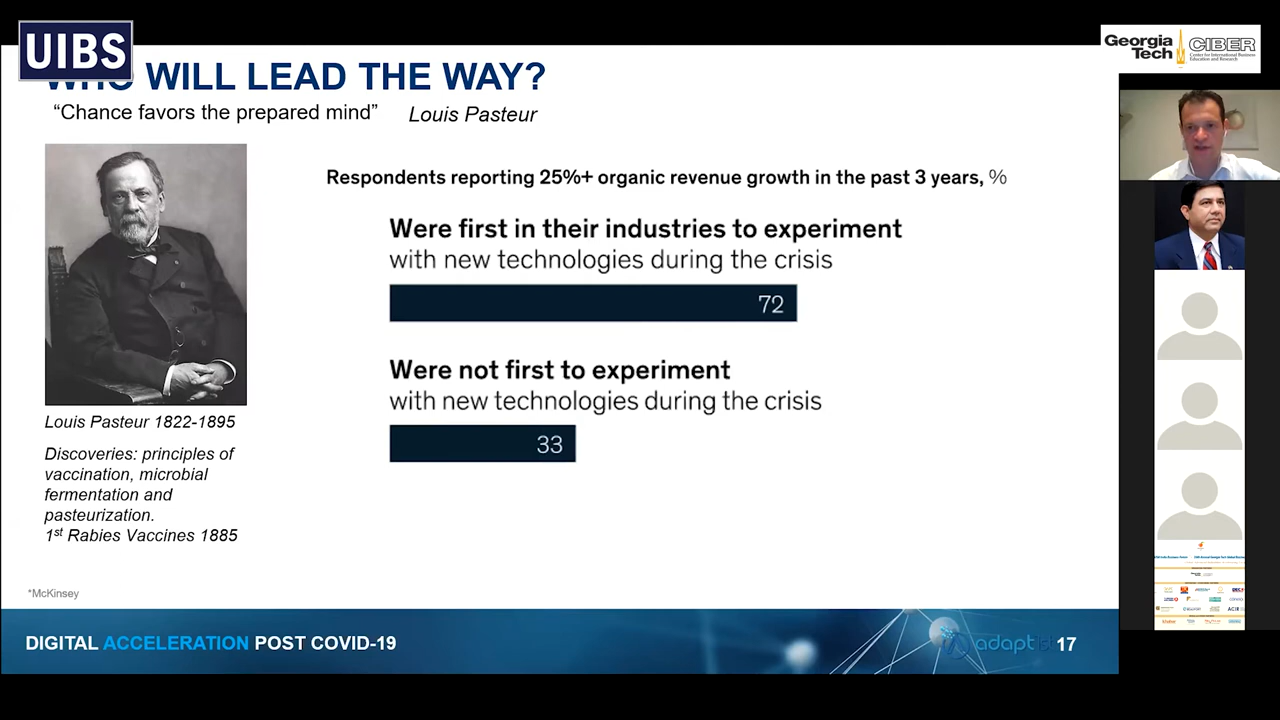 UIBS
Georgia
Tech
CIBER
Center for International Business
Education and Research
WHO WILL LEAD THE WAY?
“Chance favors the prepared mind” Louis Pasteur
Respondents reporting 25%+ organic revenue growth in the past 3 years, %
Were first in their industries to experiment
with new technologies during the crisis
72
Were not first to experiment
with new technologies during the crisis
33
Louis Pasteur 1822-1895
Discoveries: principles of
vaccination, microbial
fermentation and
pasteurization.
1st Rabies Vaccines 1885
*McKinsey
DIGITAL ACCELERATION POST COVID-19
adaptist 17